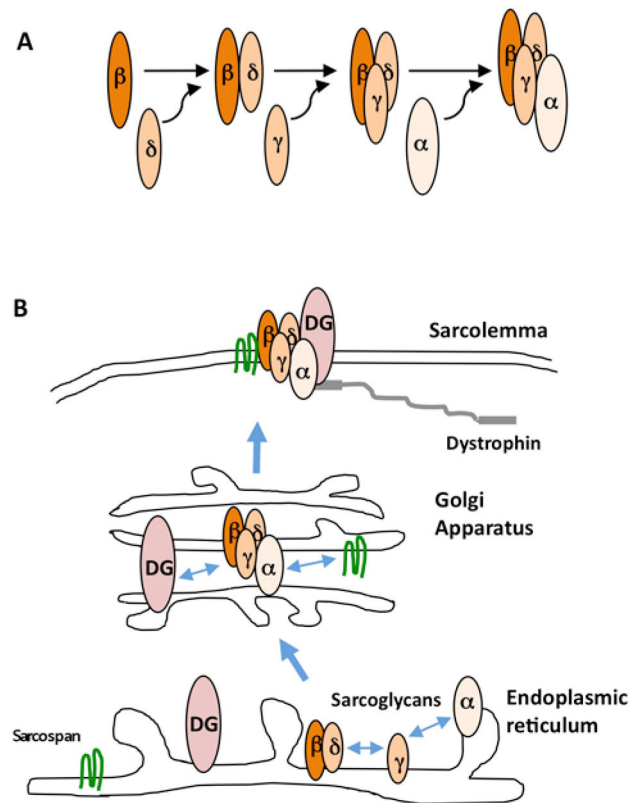 A
β
β
δ
β
δ
β
δ
δ
γ
γ
γ
α
α
B
β
δ
DG
γ
α
Sarcolemma
Dystrophin
Golgi
Apparatus
β
δ
DG
γ
α
Sarcoglycans
α
Endoplasmic
reticulum
DG
Sarcospan
β
δ
γ